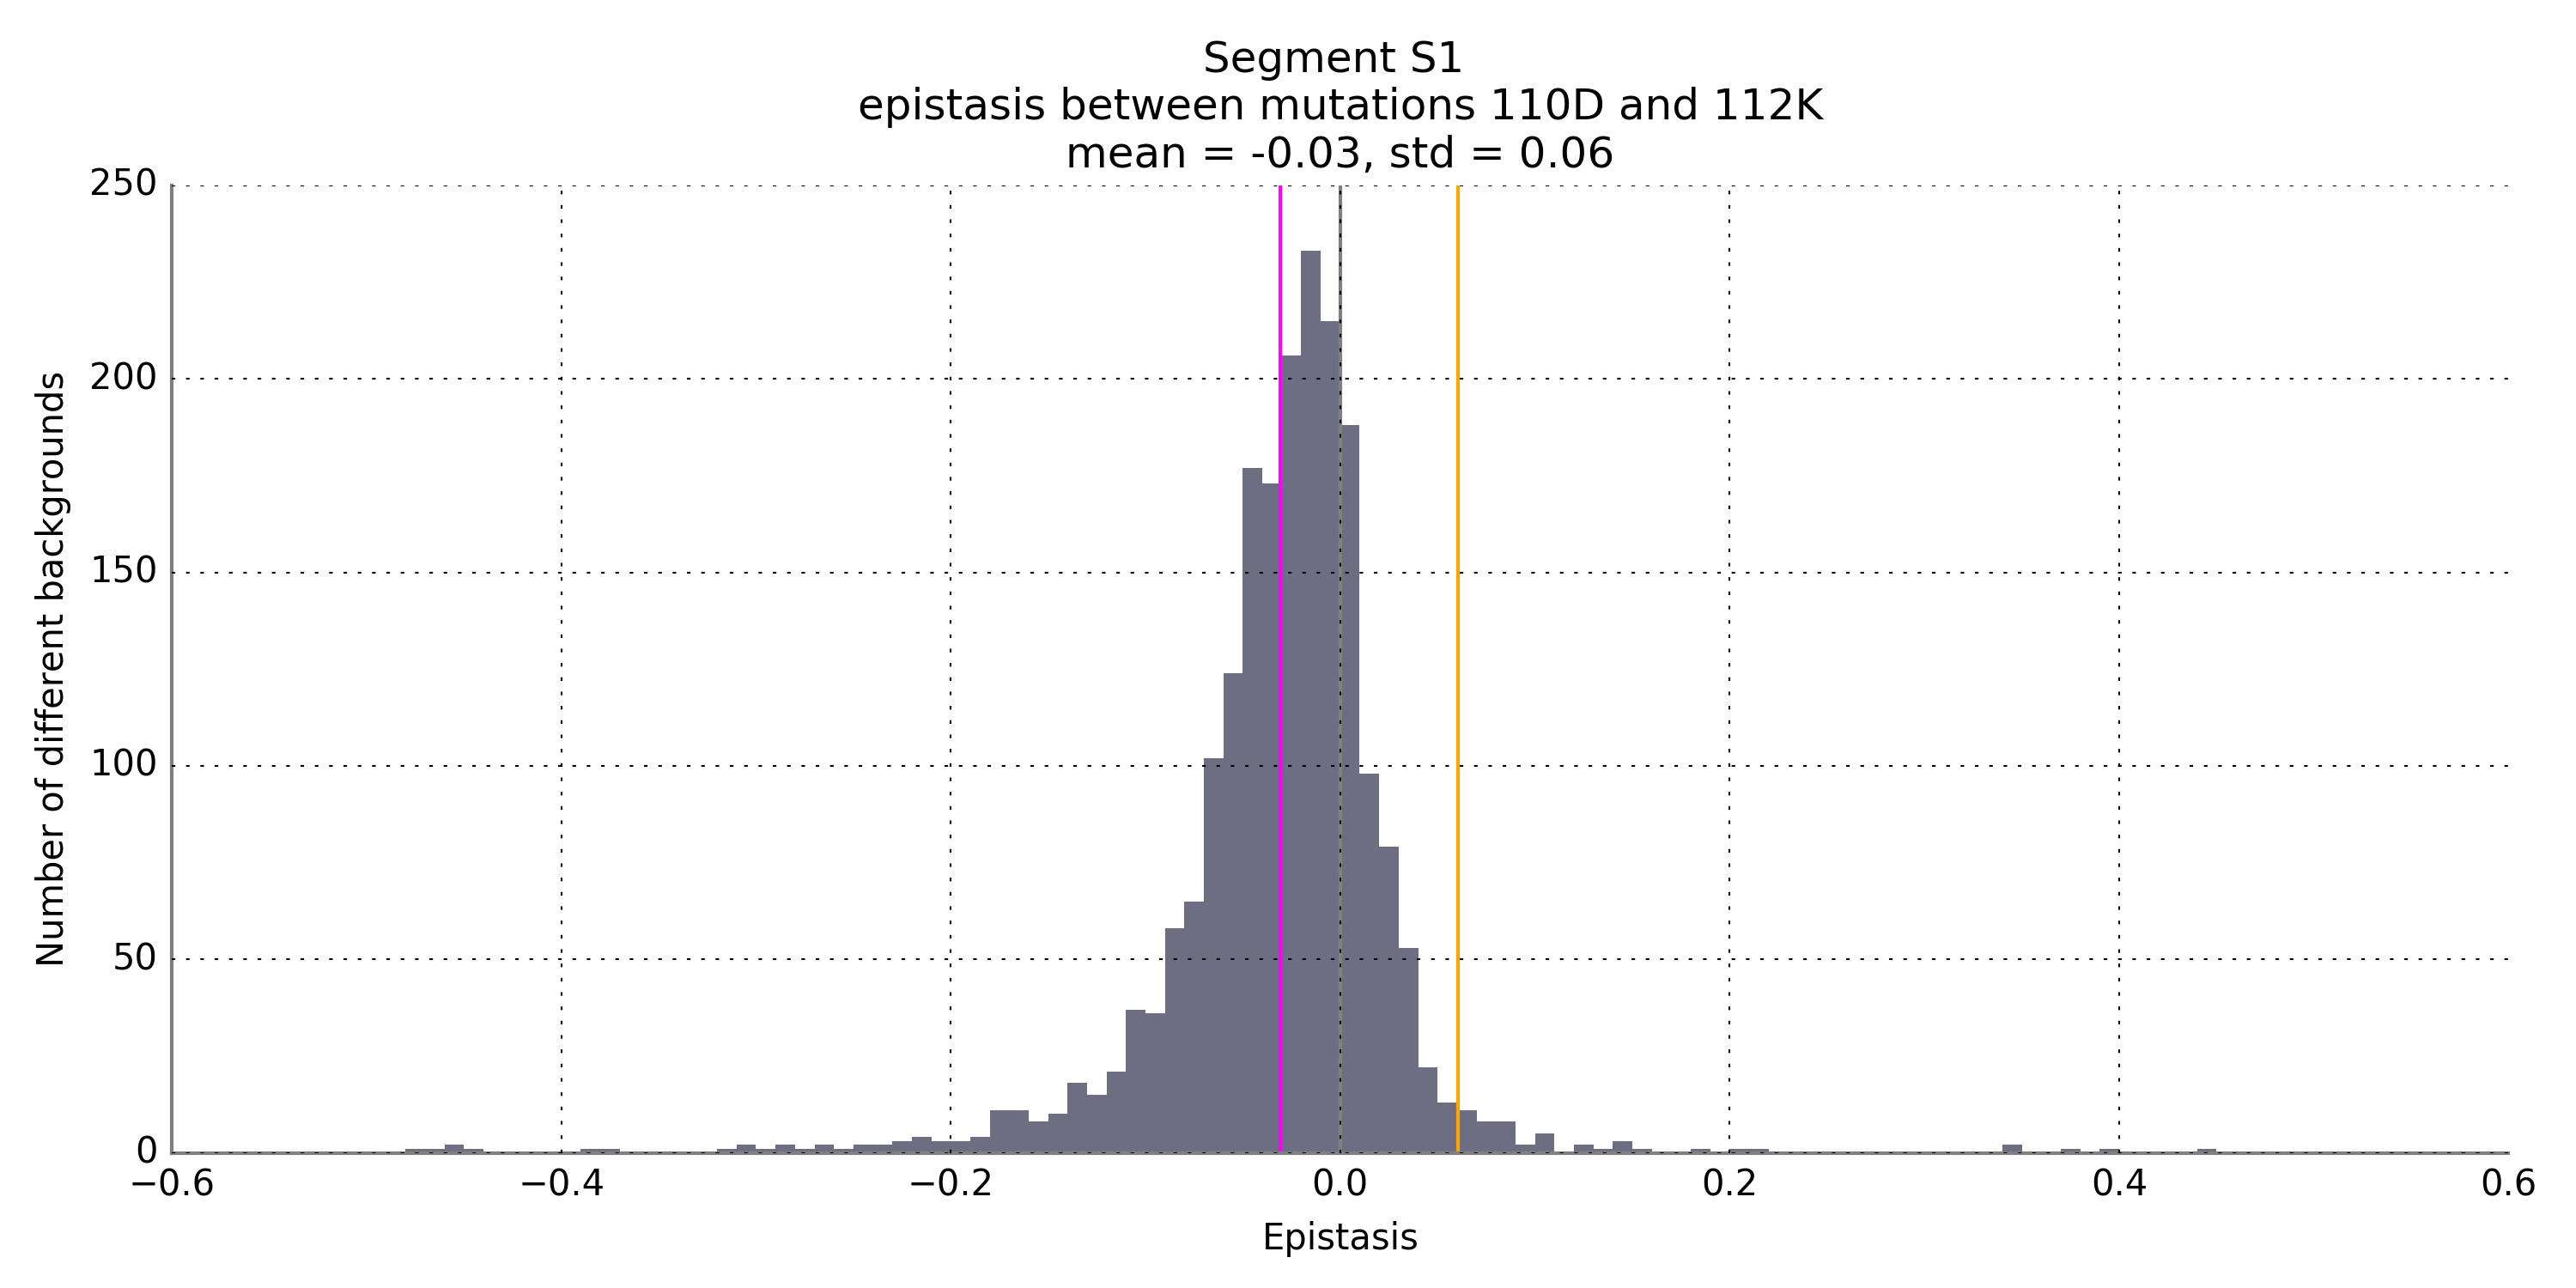 Segment S1
epistasis between mutations 110D and 112K
mean = -0.03, std = 0.06
250
200
150
100
50
0
Number of different backgrounds
−0.6 −0.4 −0.2 0.0 0.2 0.4 0.6
Epistasis